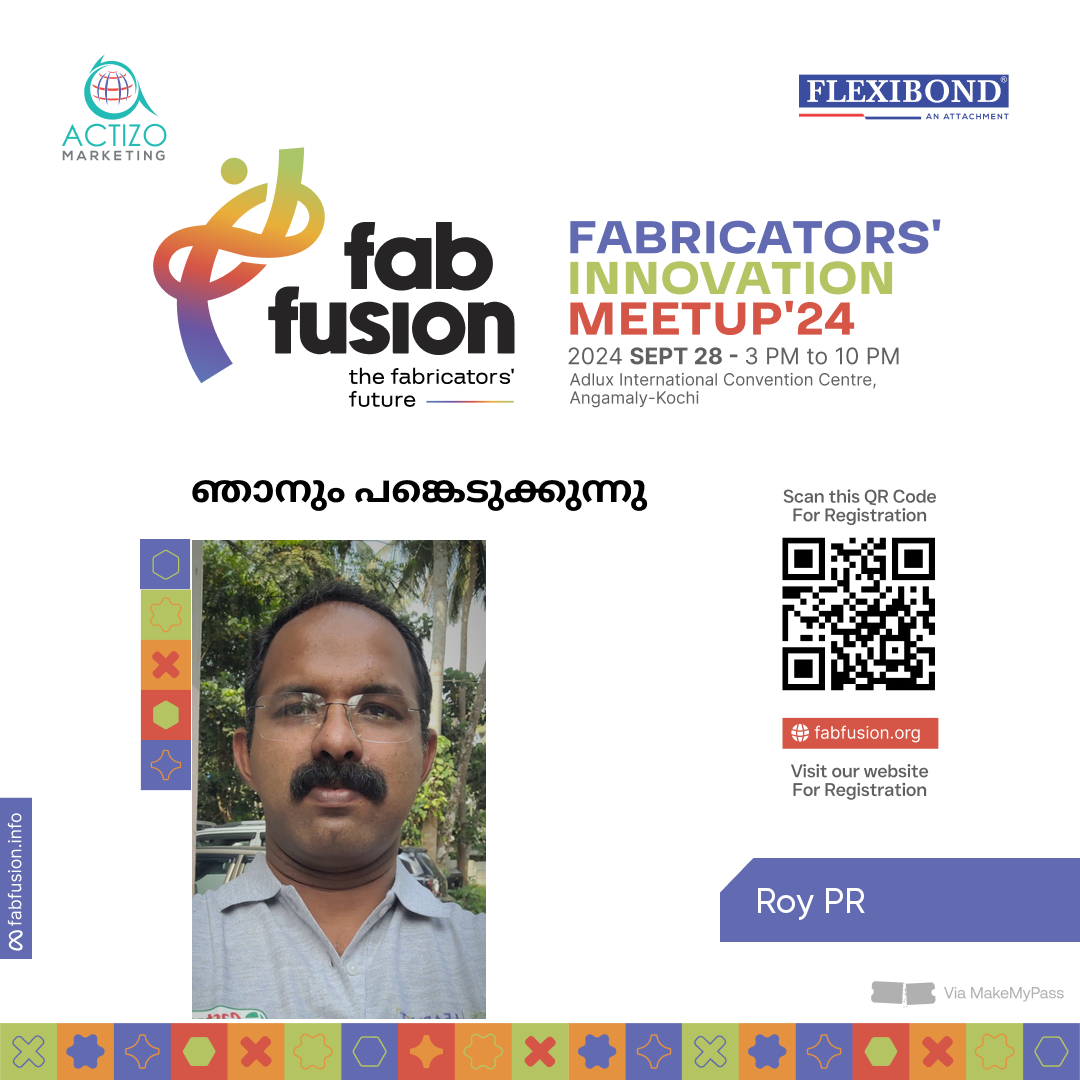 ACTIZO
MARKETING
FLEXIBOND®
AN ATTACHMENT
fab
fusion
the fabricators'
future
FABRICATORS'
INNOVATION
MEETUP'24
2024 SEPT 28 - 3 PM to 10 PM
Adlux International Convention Centre,
Angamaly-Kochi
ഞാനും പങ്കെടുക്കുന്നു
Scan this QR Code
For Registration
fabfusion.org
Visit our website
For Registration
fabfusion.info
Roy PR
Via MakeMyPass